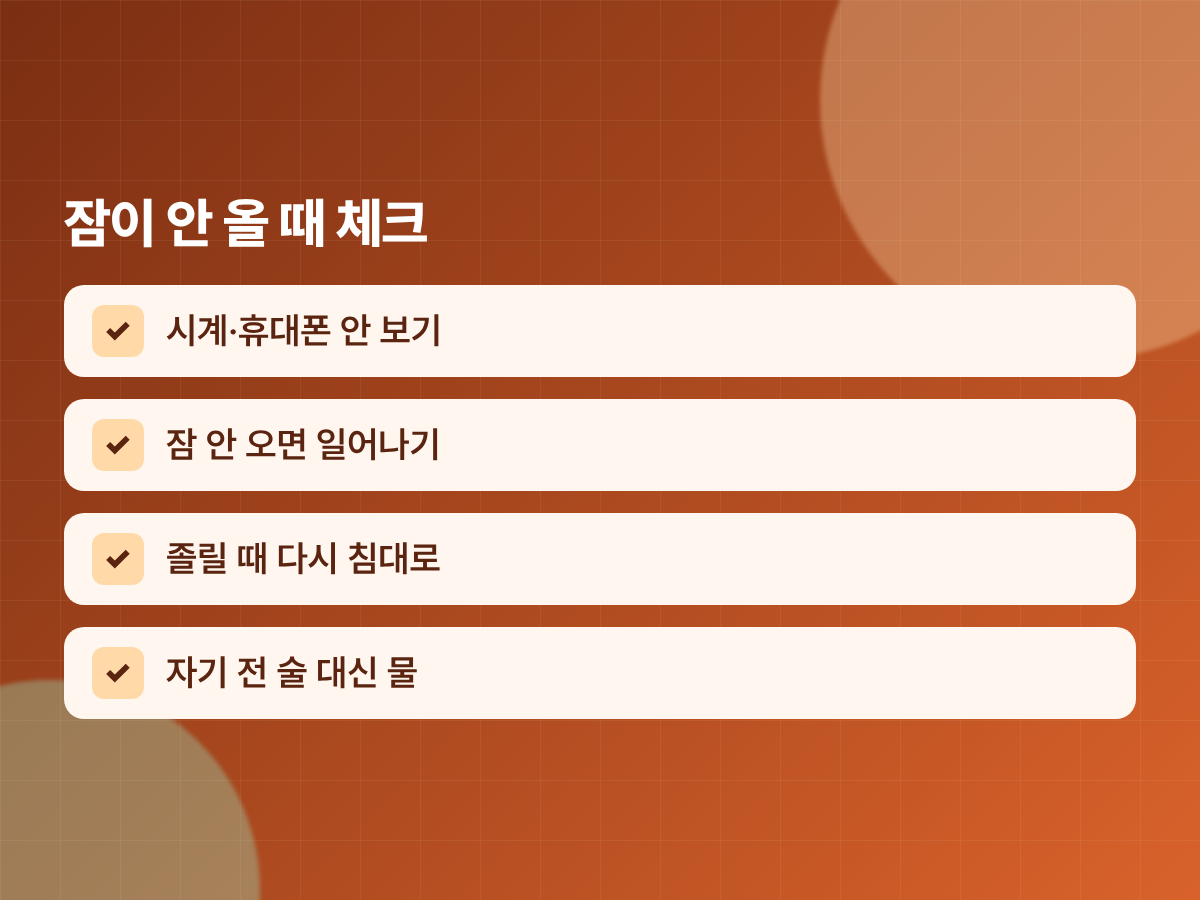 잠이 안 올 때 체크
시계·휴대폰 안 보기
잠 안 오면 일어나기
졸릴 때 다시 침대로
자기 전 술 대신 물